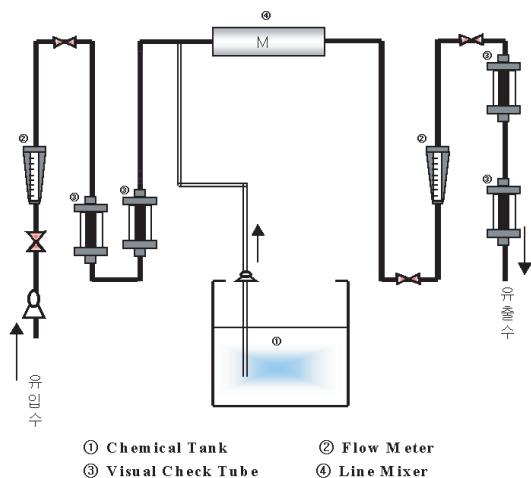 ④
M
②
③
③
②
③
③
①
유입수
유출수
① Chemical Tank ② Flow Meter
③ Visual Check Tube ④ Line Mixer